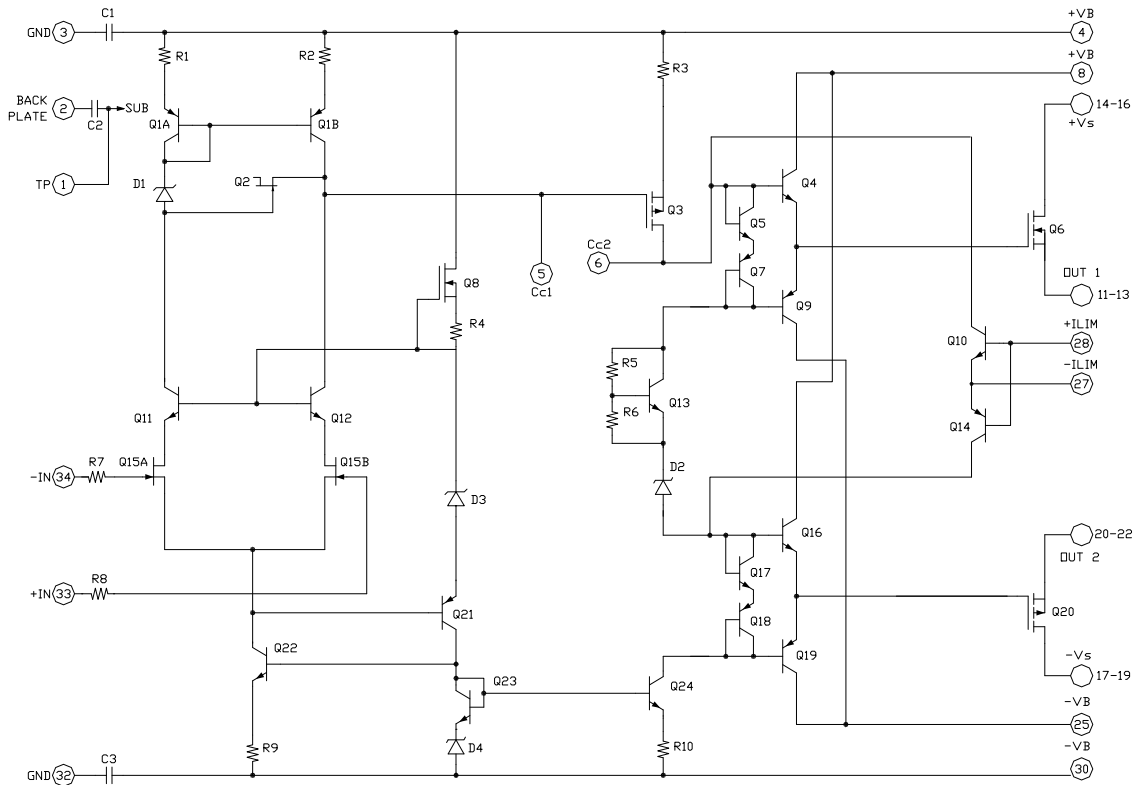 C1
GND 3
+VB
4
R1
R2
R3
+VB
8
BACK
PLATE 2
C2
SUB
Q1A
Q1B
14-16
+Vs
TP 1
D1
Q2
Q3
Q4
Q5
Q6
Q7
Cc2
6
5
Cc1
Q8
R4
Q9
OUT 1
11-13
+ILIM
28
Q10
-ILIM
27
R5
R6
Q13
Q14
Q11
Q12
D2
R7
Q15A
Q15B
-IN 34
D3
Q16
20-22
OUT 2
R8
+IN 33
Q17
Q18
Q20
Q21
Q22
Q19
-Vs
17-19
Q23
Q24
-VB
25
R9
D4
R10
C3
GND 32
-VB
30